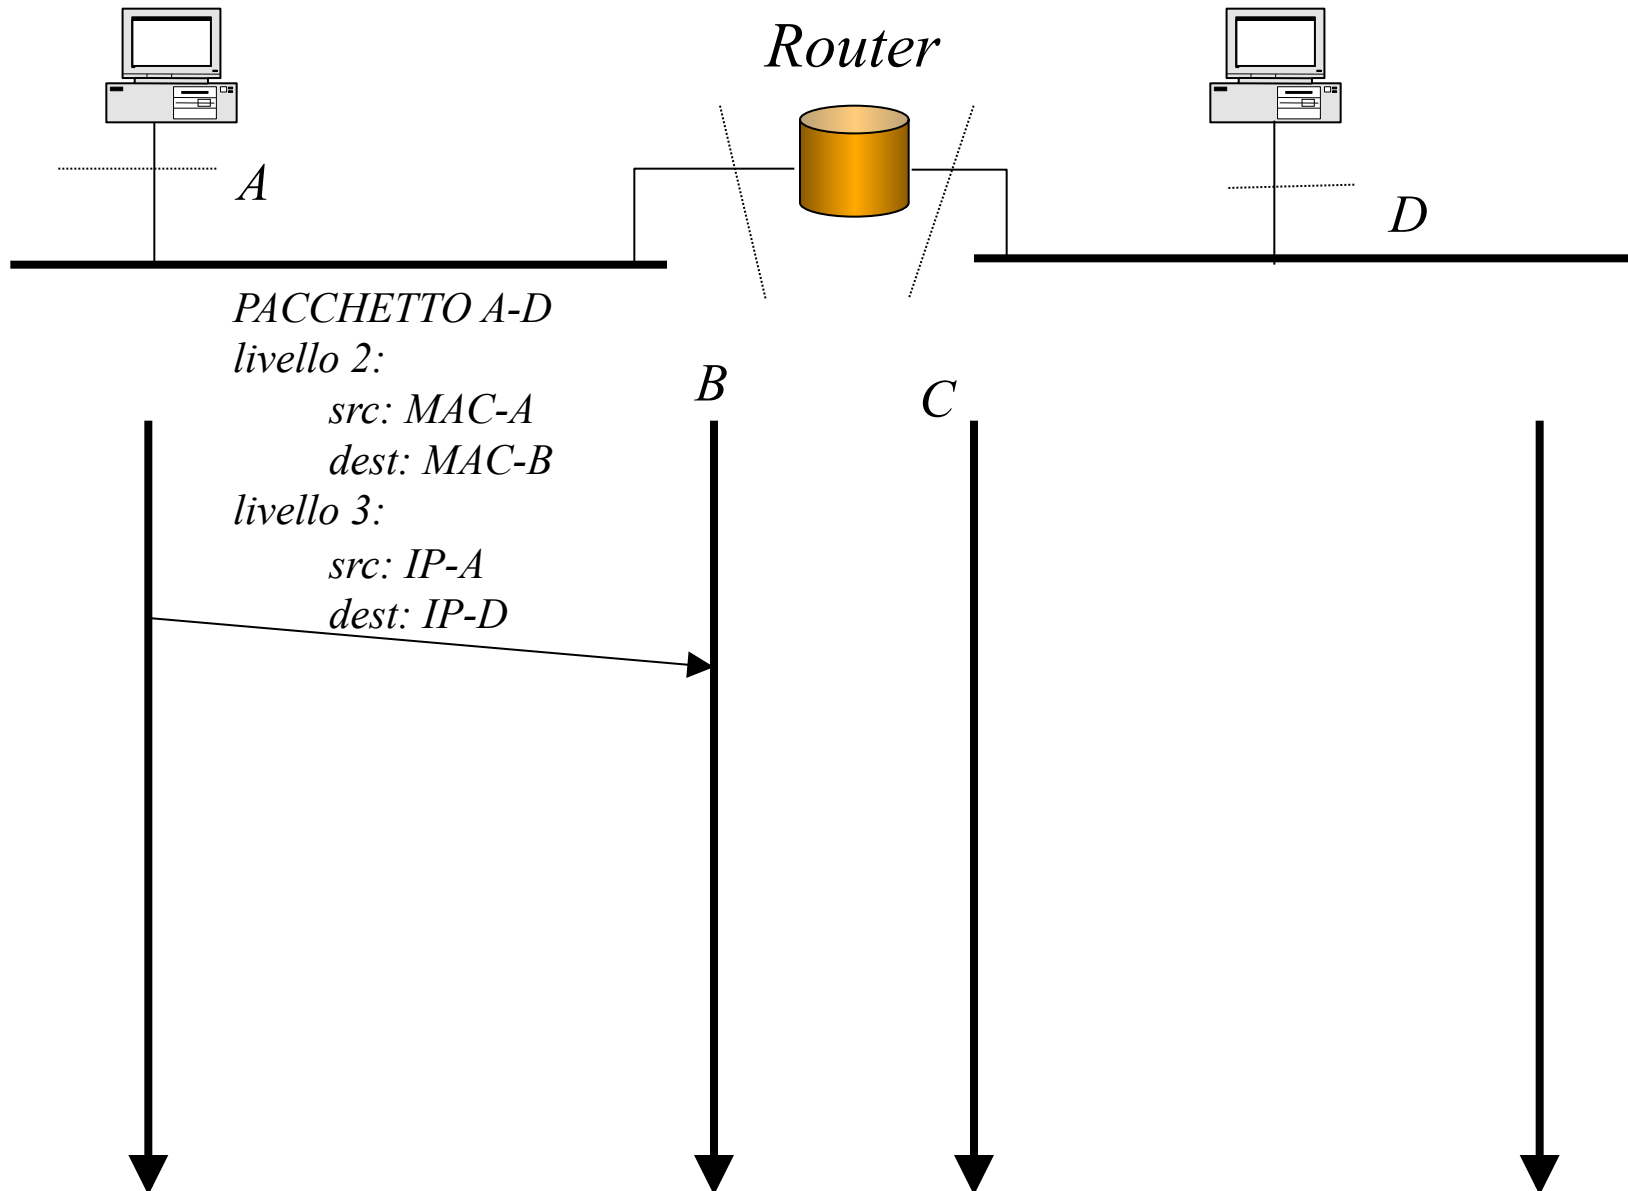 Router
A
D
PACCHETTO A-D
livello 2:
src: MAC-A
dest: MAC-B
livello 3:
src: IP-A
dest: IP-D
B
C